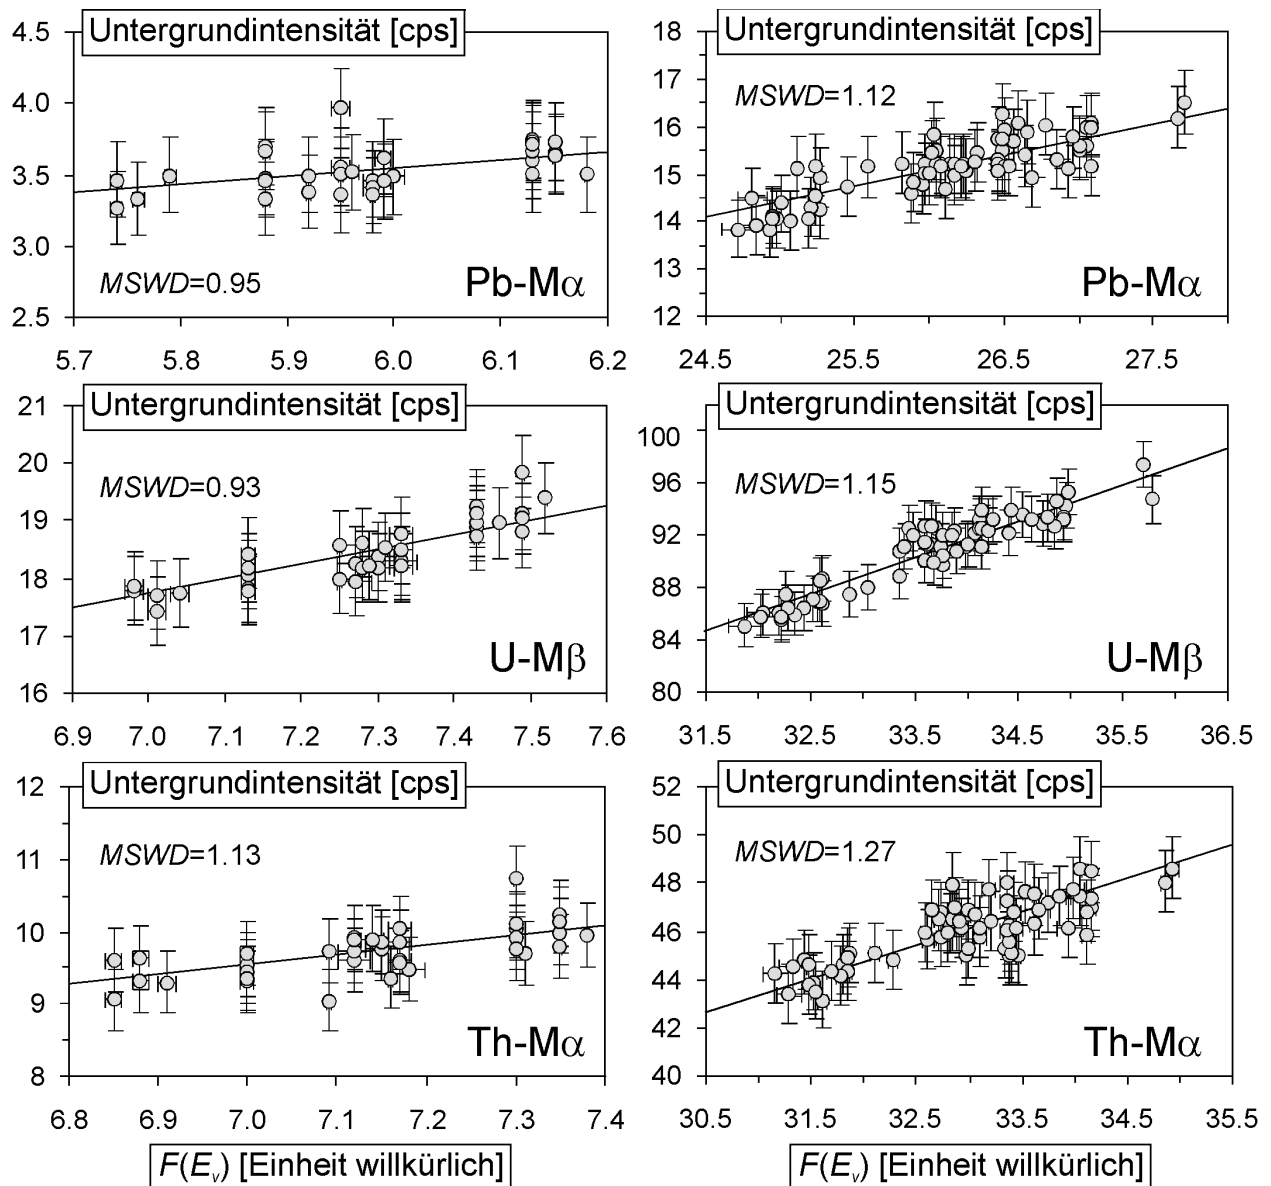 Untergrundintensität [cps]
4.5
4.0
3.5
3.0
2.5
MSWD=0.95
Pb-Mα
5.7 5.8 5.9 6.0 6.1 6.2
Untergrundintensität [cps]
18
17
16
15
14
13
12
MSWD=1.12
Pb-Mα
24.5 25.5 26.5 27.5
Untergrundintensität [cps]
21
20
19
18
17
16
MSWD=0.93
U-Mβ
6.9 7.0 7.1 7.2 7.3 7.4 7.5 7.6
Untergrundintensität [cps]
100
96
92
88
84
80
MSWD=1.15
U-Mβ
31.5 32.5 33.5 34.5 35.5 36.5
Untergrundintensität [cps]
12
11
10
9
8
MSWD=1.13
Th-Mα
6.8 6.9 7.0 7.1 7.2 7.3 7.4
F(Eᵥ) [Einheit willkürlich]
Untergrundintensität [cps]
52
50
48
46
44
42
40
MSWD=1.27
Th-Mα
30.5 31.5 32.5 33.5 34.5 35.5
F(Eᵥ) [Einheit willkürlich]